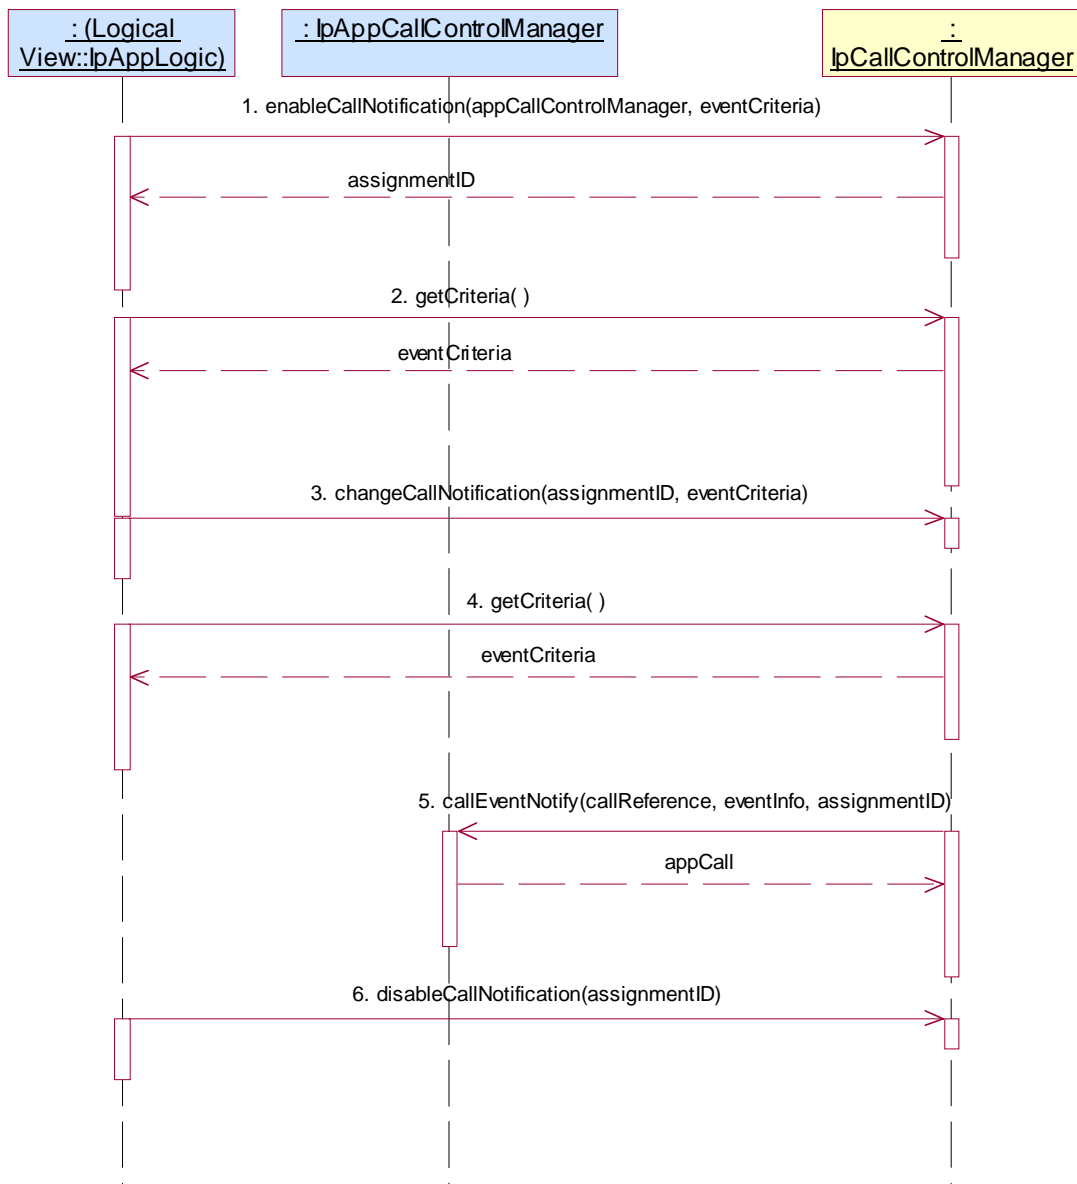 : (Logical
View::IpAppLogic)
: IpAppCallControlManager
:
IpCallControlManager
1. enableCallNotification(appCallControlManager, eventCriteria)
assignmentID
2. getCriteria( )
eventCriteria
3. changeCallNotification(assignmentID, eventCriteria)
4. getCriteria( )
eventCriteria
5. callEventNotify(callReference, eventInfo, assignmentID)
appCall
6. disableCallNotification(assignmentID)